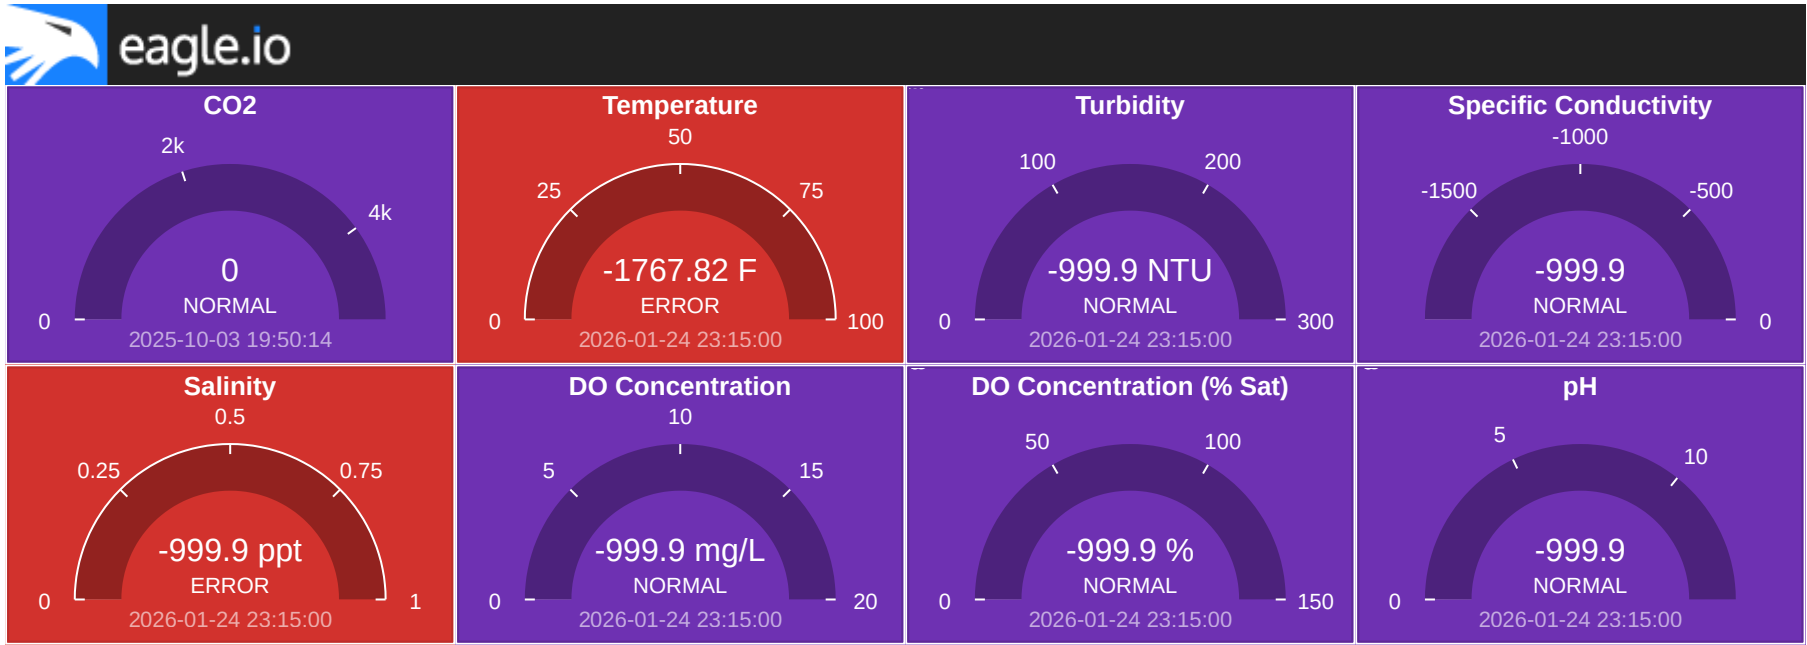 eagle.io
CO2
2k
4k
0
NORMAL
0
2025-10-03 19:50:14
Temperature
50
25
75
-1767.82 F
ERROR
0
100
2026-01-24 23:15:00
Turbidity
100
200
-999.9 NTU
NORMAL
0
300
2026-01-24 23:15:00
Specific Conductivity
-1000
-1500
-500
-999.9
NORMAL
0
2026-01-24 23:15:00
Salinity
0.5
0.25
0.75
-999.9 ppt
ERROR
0
1
2026-01-24 23:15:00
DO Concentration
10
5
15
-999.9 mg/L
NORMAL
0
20
2026-01-24 23:15:00
DO Concentration (% Sat)
50
100
-999.9 %
NORMAL
0
150
2026-01-24 23:15:00
pH
5
10
-999.9
NORMAL
0
2026-01-24 23:15:00